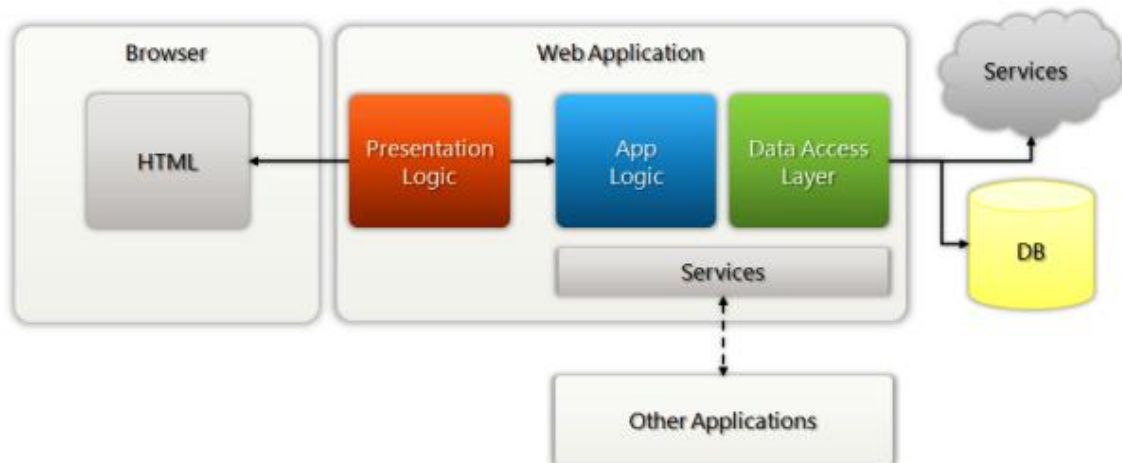 Browser
HTML
Web Application
Presentation
Logic
App
Logic
Data Access
Layer
Services
Services
DB
Other Applications